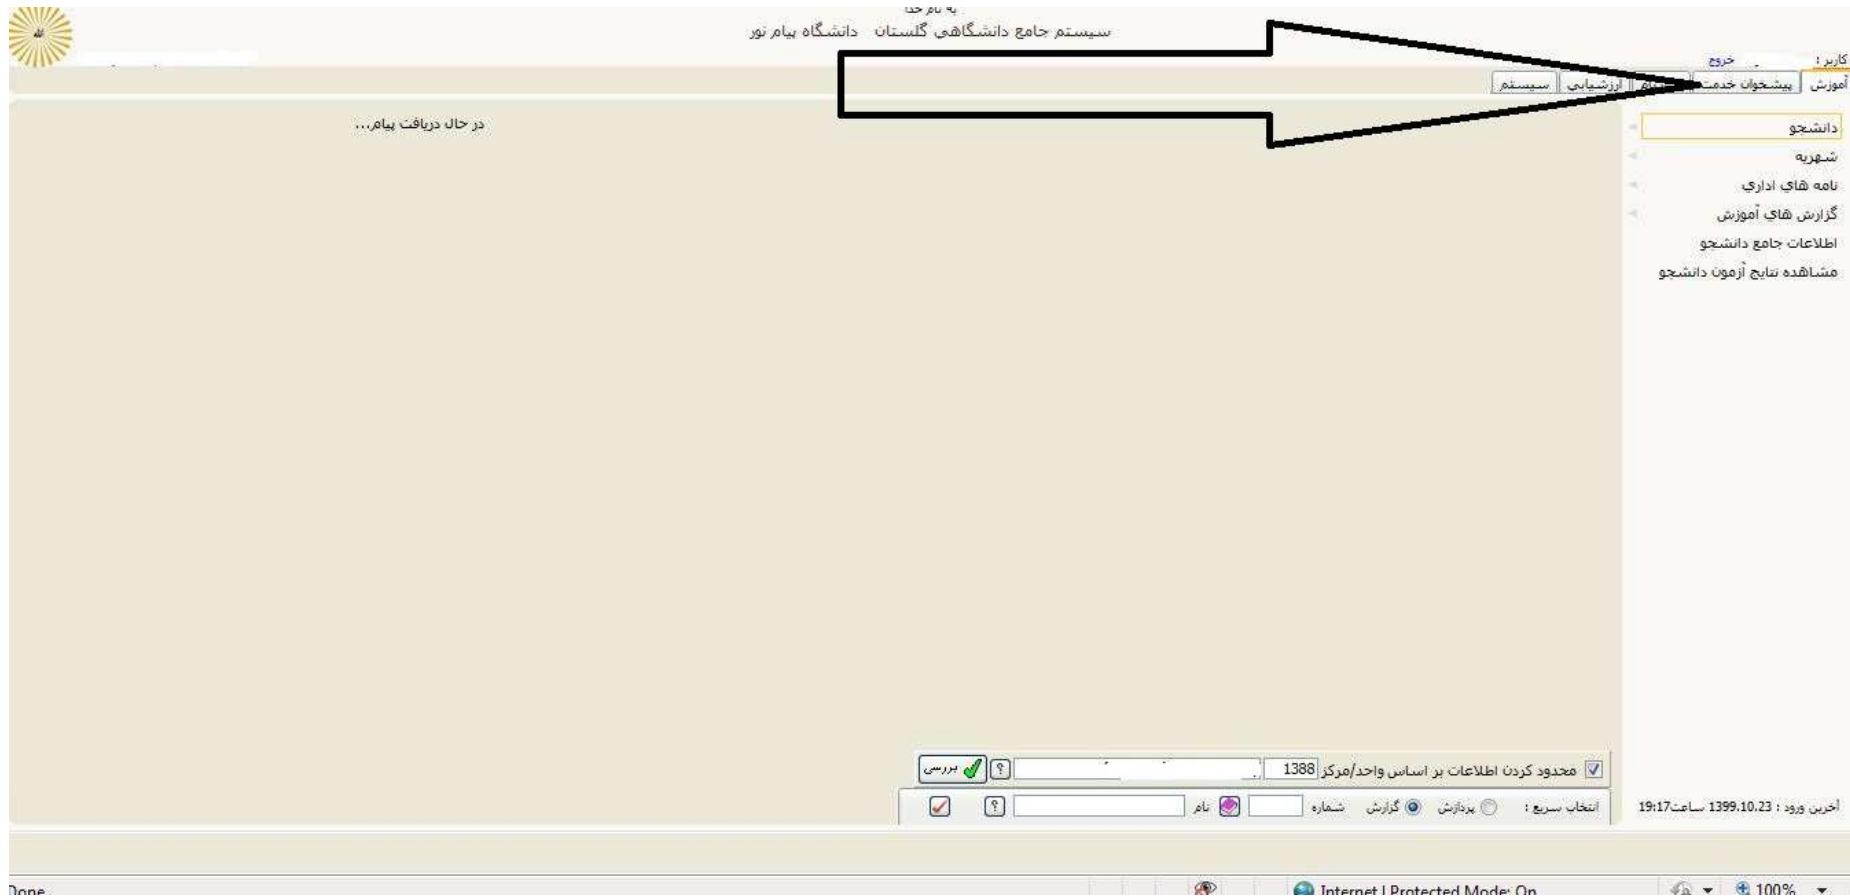 به نام خدا
سیستم جامع دانشگاهی گلستان دانشگاه پیام نور
الله
کاربر : خروج
آموزش پیشخوان خدمت ارزشیابی سیستم
دانشجو
شهریه
نامه های اداری
گزارش های آموزش
اطلاعات جامع دانشجو
مشاهده نتایج آزمون دانشجو
در حال دریافت پیام...
محدود کردن اطلاعات بر اساس واحد/مرکز 1388 ؟ بررسی
انتخاب سریع : پردازش گزارش شماره نام ؟
آخرین ورود : 1399.10.23 ساعت19:17
Done Internet | Protected Mode: On 100%